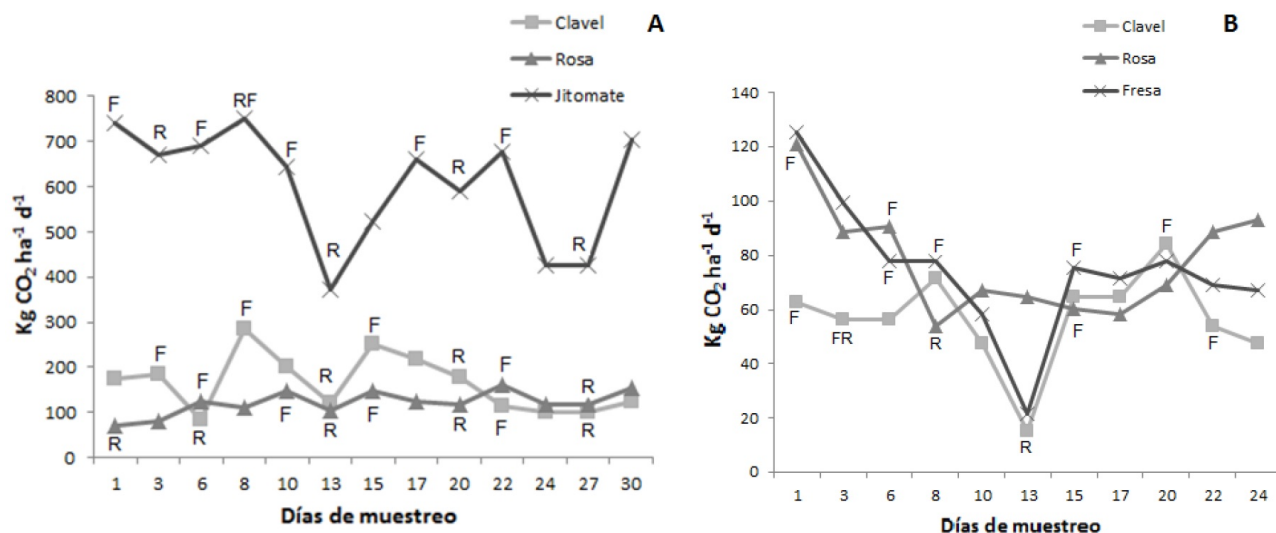 Clavel
Rosa
Jitomate
A
Kg CO₂ ha⁻¹ d⁻¹
800
700
600
500
400
300
200
100
0
F
R
F
RF
F
R
F
R
F
R
F
F
F
R
R
F
R
R
F
R
F
R
F
R
R
F
R
1 3 6 8 10 13 15 17 20 22 24 27 30
Días de muestreo
Clavel
Rosa
Fresa
B
Kg CO₂ ha⁻¹ d⁻¹
140
120
100
80
60
40
20
0
F
F
F
F
F
F
F
FR
R
R
F
F
1 3 6 8 10 13 15 17 20 22 24
Días de muestreo